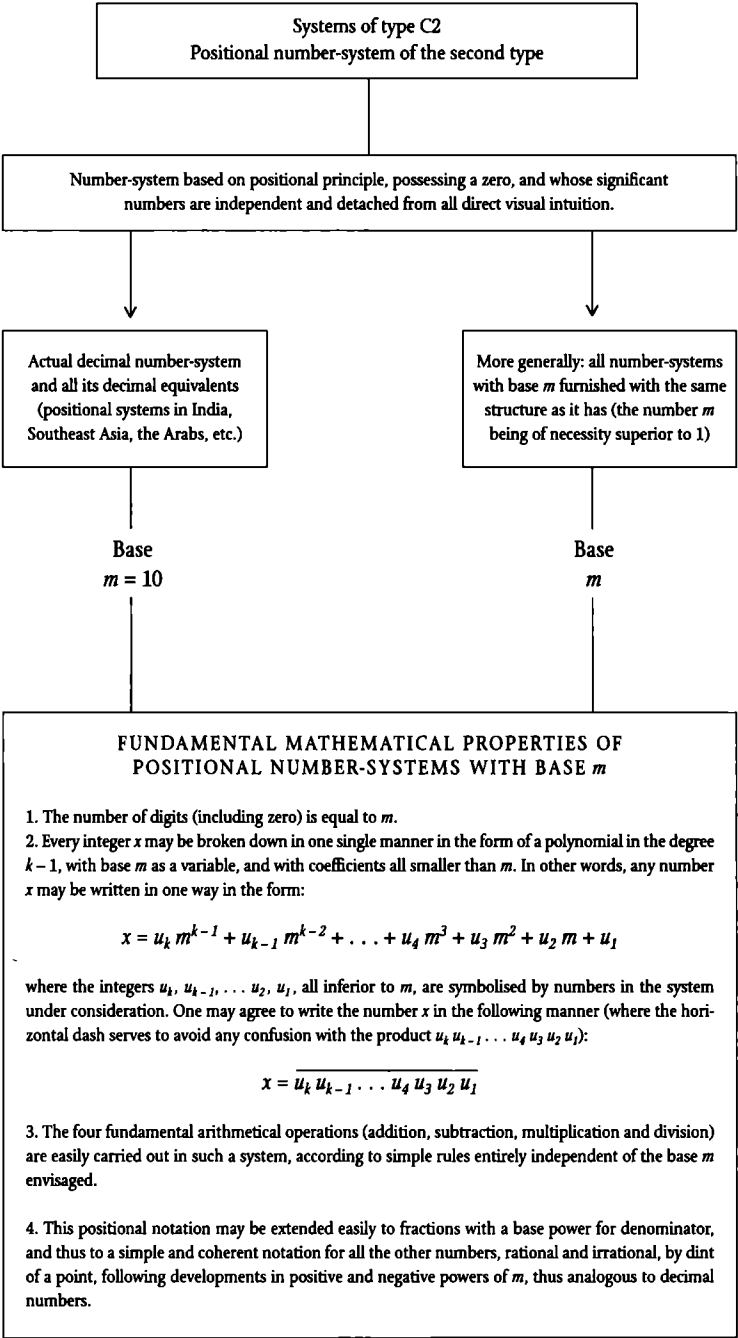 Systems of type C2
Positional number-system of the second type
Number-system based on positional principle, possessing a zero, and whose significant
numbers are independent and detached from all direct visual intuition.
Actual decimal number-system
and all its decimal equivalents
(positional systems in India,
Southeast Asia, the Arabs, etc.)
More generally: all number-systems
with base m furnished with the same
structure as it has (the number m
being of necessity superior to 1)
Base
m = 10
Base
m
FUNDAMENTAL MATHEMATICAL PROPERTIES OF
POSITIONAL NUMBER-SYSTEMS WITH BASE m
1. The number of digits (including zero) is equal to m.
2. Every integer x may be broken down in one single manner in the form of a polynomial in the degree
k – 1, with base m as a variable, and with coefficients all smaller than m. In other words, any number
x may be written in one way in the form:
$x = u_k m^{k-1} + u_{k-1} m^{k-2} + . . . + u_4 m^3 + u_3 m^2 + u_2 m + u_1$
where the integers $u_k$, $u_{k-1}$, . . . $u_2$, $u_1$, all inferior to m, are symbolised by numbers in the system
under consideration. One may agree to write the number x in the following manner (where the hori-
zontal dash serves to avoid any confusion with the product $u_k u_{k-1} . . . u_4 u_3 u_2 u_1$):
$x = \overline{u_k u_{k-1} . . . u_4 u_3 u_2 u_1}$
3. The four fundamental arithmetical operations (addition, subtraction, multiplication and division)
are easily carried out in such a system, according to simple rules entirely independent of the base m
envisaged.
4. This positional notation may be extended easily to fractions with a base power for denominator,
and thus to a simple and coherent notation for all the other numbers, rational and irrational, by dint
of a point, following developments in positive and negative powers of m, thus analogous to decimal
numbers.